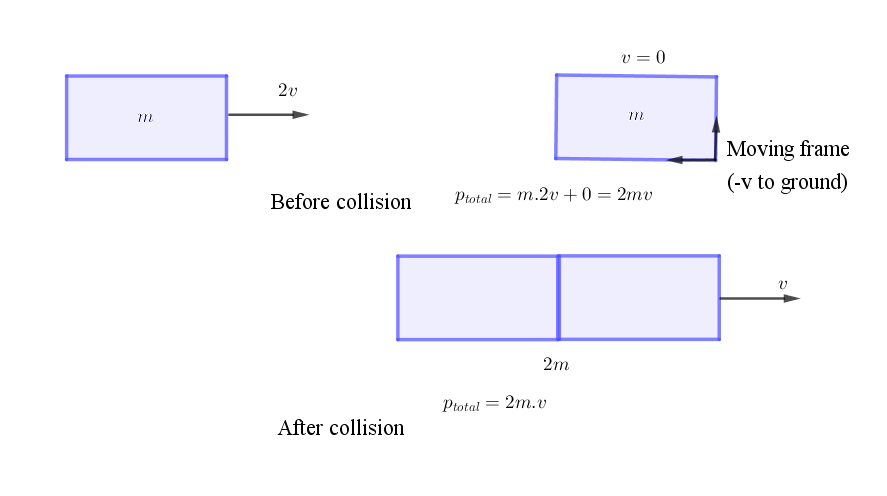 2v
v = 0
m
m
Moving frame
(-v to ground)
Before collision
p_{total} = m.2v + 0 = 2mv
v
2m
p_{total} = 2m.v
After collision